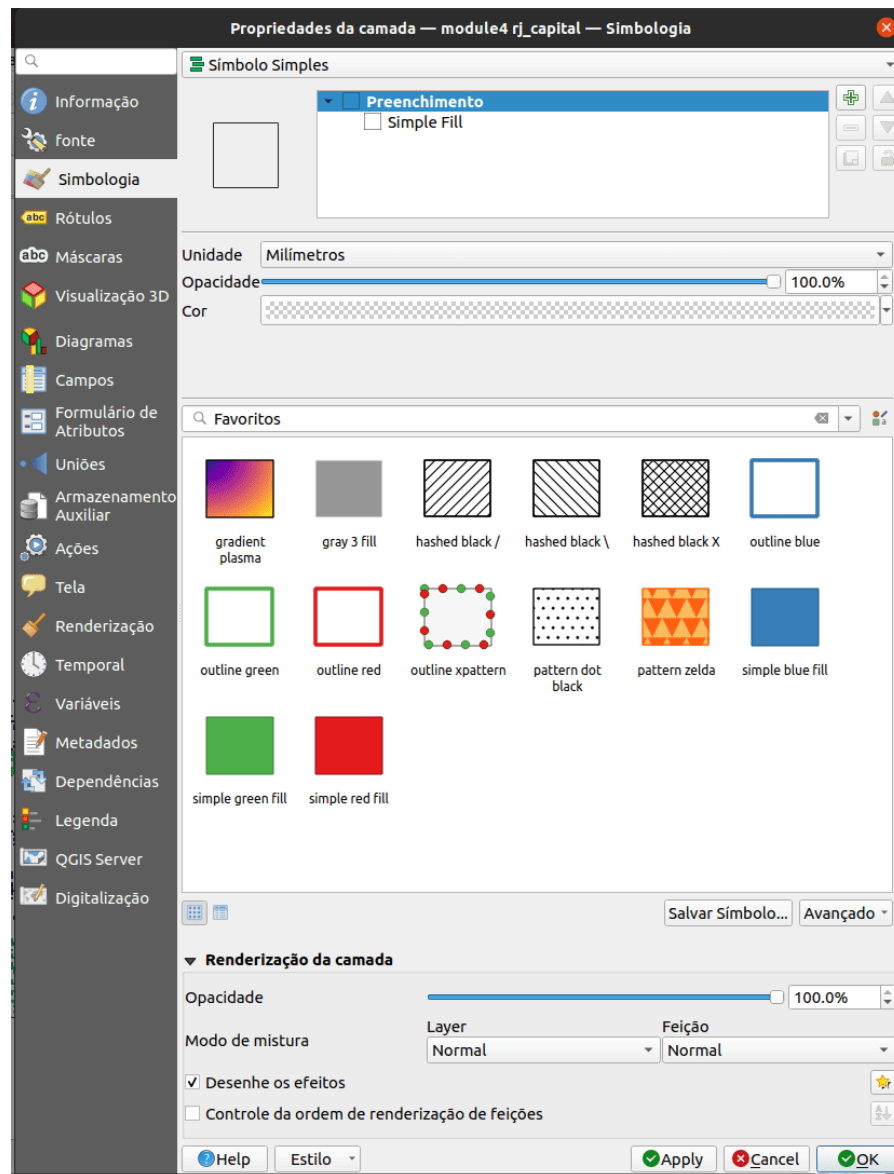 Propriedades da camada — module4 rj_capital — Simbologia
Símbolo Simples
Informação
fonte
Simbologia
Rótulos
Máscaras
Visualização 3D
Diagramas
Campos
Formulário de
Atributos
Uniões
Armazenamento
Auxiliar
Ações
Tela
Renderização
Temporal
Variáveis
Metadados
Dependências
Legenda
QGIS Server
Digitalização
Preenchimento
Simple Fill
Unidade Milímetros
Opacidade 100.0%
Cor
Favoritos
gradient
plasma
gray 3 fill
hashed black /
hashed black \
hashed black X
outline blue
outline green
outline red
outline xpattern
pattern dot
black
pattern zelda
simple blue fill
simple green fill
simple red fill
Salvar Símbolo... Avançado
Renderização da camada
Opacidade 100.0%
Layer Feição
Modo de mistura Normal Normal
Desenhe os efeitos
Controle da ordem de renderização de feições
Help Estilo Apply Cancel OK